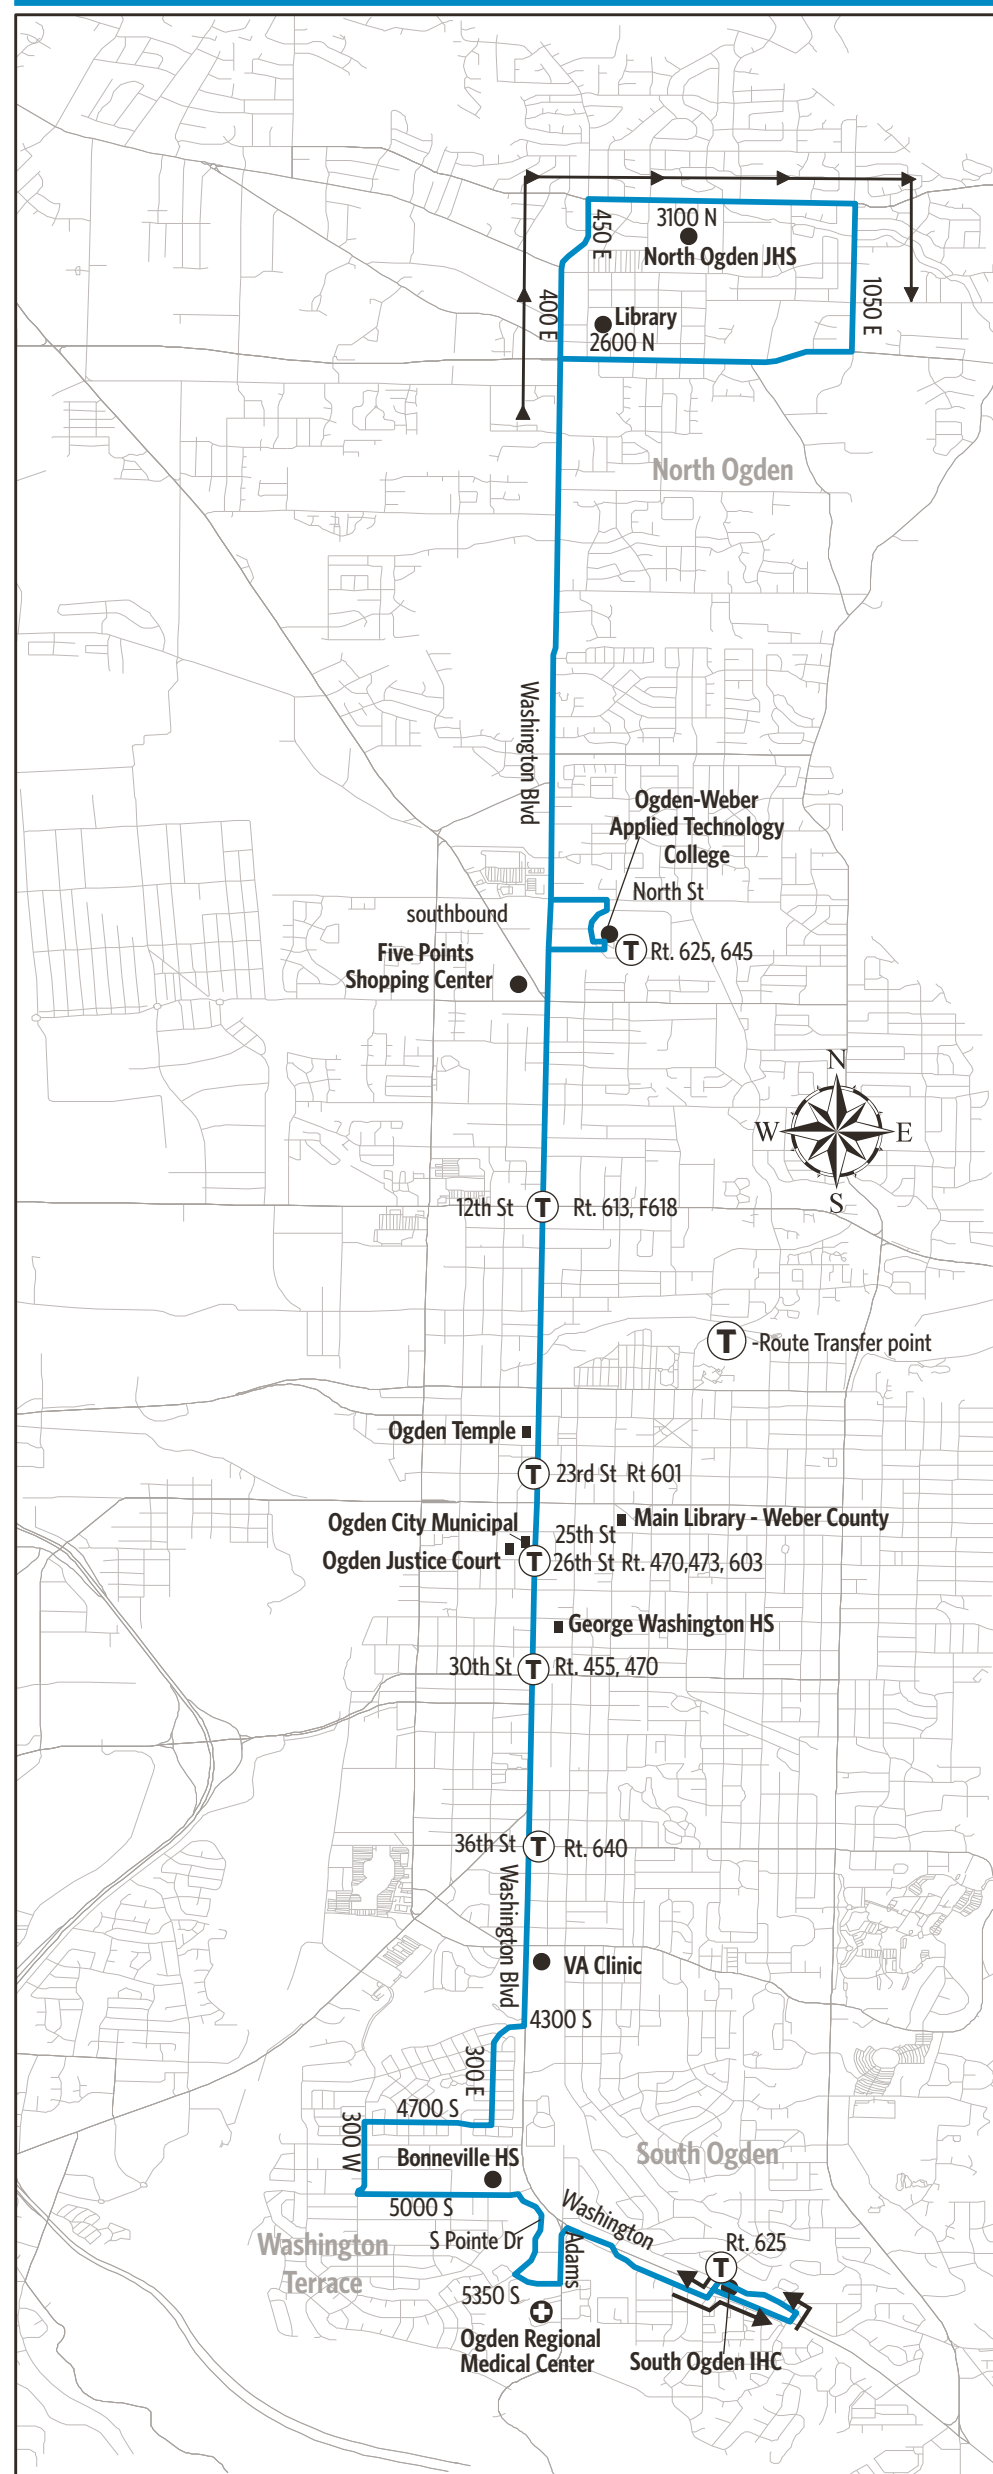 3100 N
450 E
North Ogden JHS
1050 E
400 E
Library
2600 N
North Ogden
Washington Blvd
Ogden-Weber
Applied Technology
College
North St
southbound
T Rt. 625, 645
Five Points
Shopping Center
N
W E
S
12th St T Rt. 613, F618
T -Route Transfer point
Ogden Temple
T 23rd St Rt 601
Main Library - Weber County
Ogden City Municipal
25th St
Ogden Justice Court
T 26th St Rt. 470,473, 603
George Washington HS
30th St T Rt. 455, 470
36th St T Rt. 640
Washington Blvd
VA Clinic
4300 S
300 E
4700 S
300 W
Bonneville HS
South Ogden
5000 S
Washington
S Pointe Dr
Adams
Rt. 625
T
Washington
Terrace
5350 S
Ogden Regional
Medical Center
South Ogden IHC